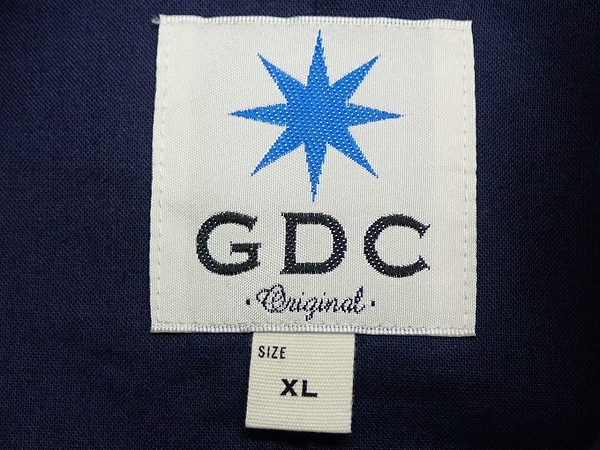 GDC
·Original·
SIZE
XL